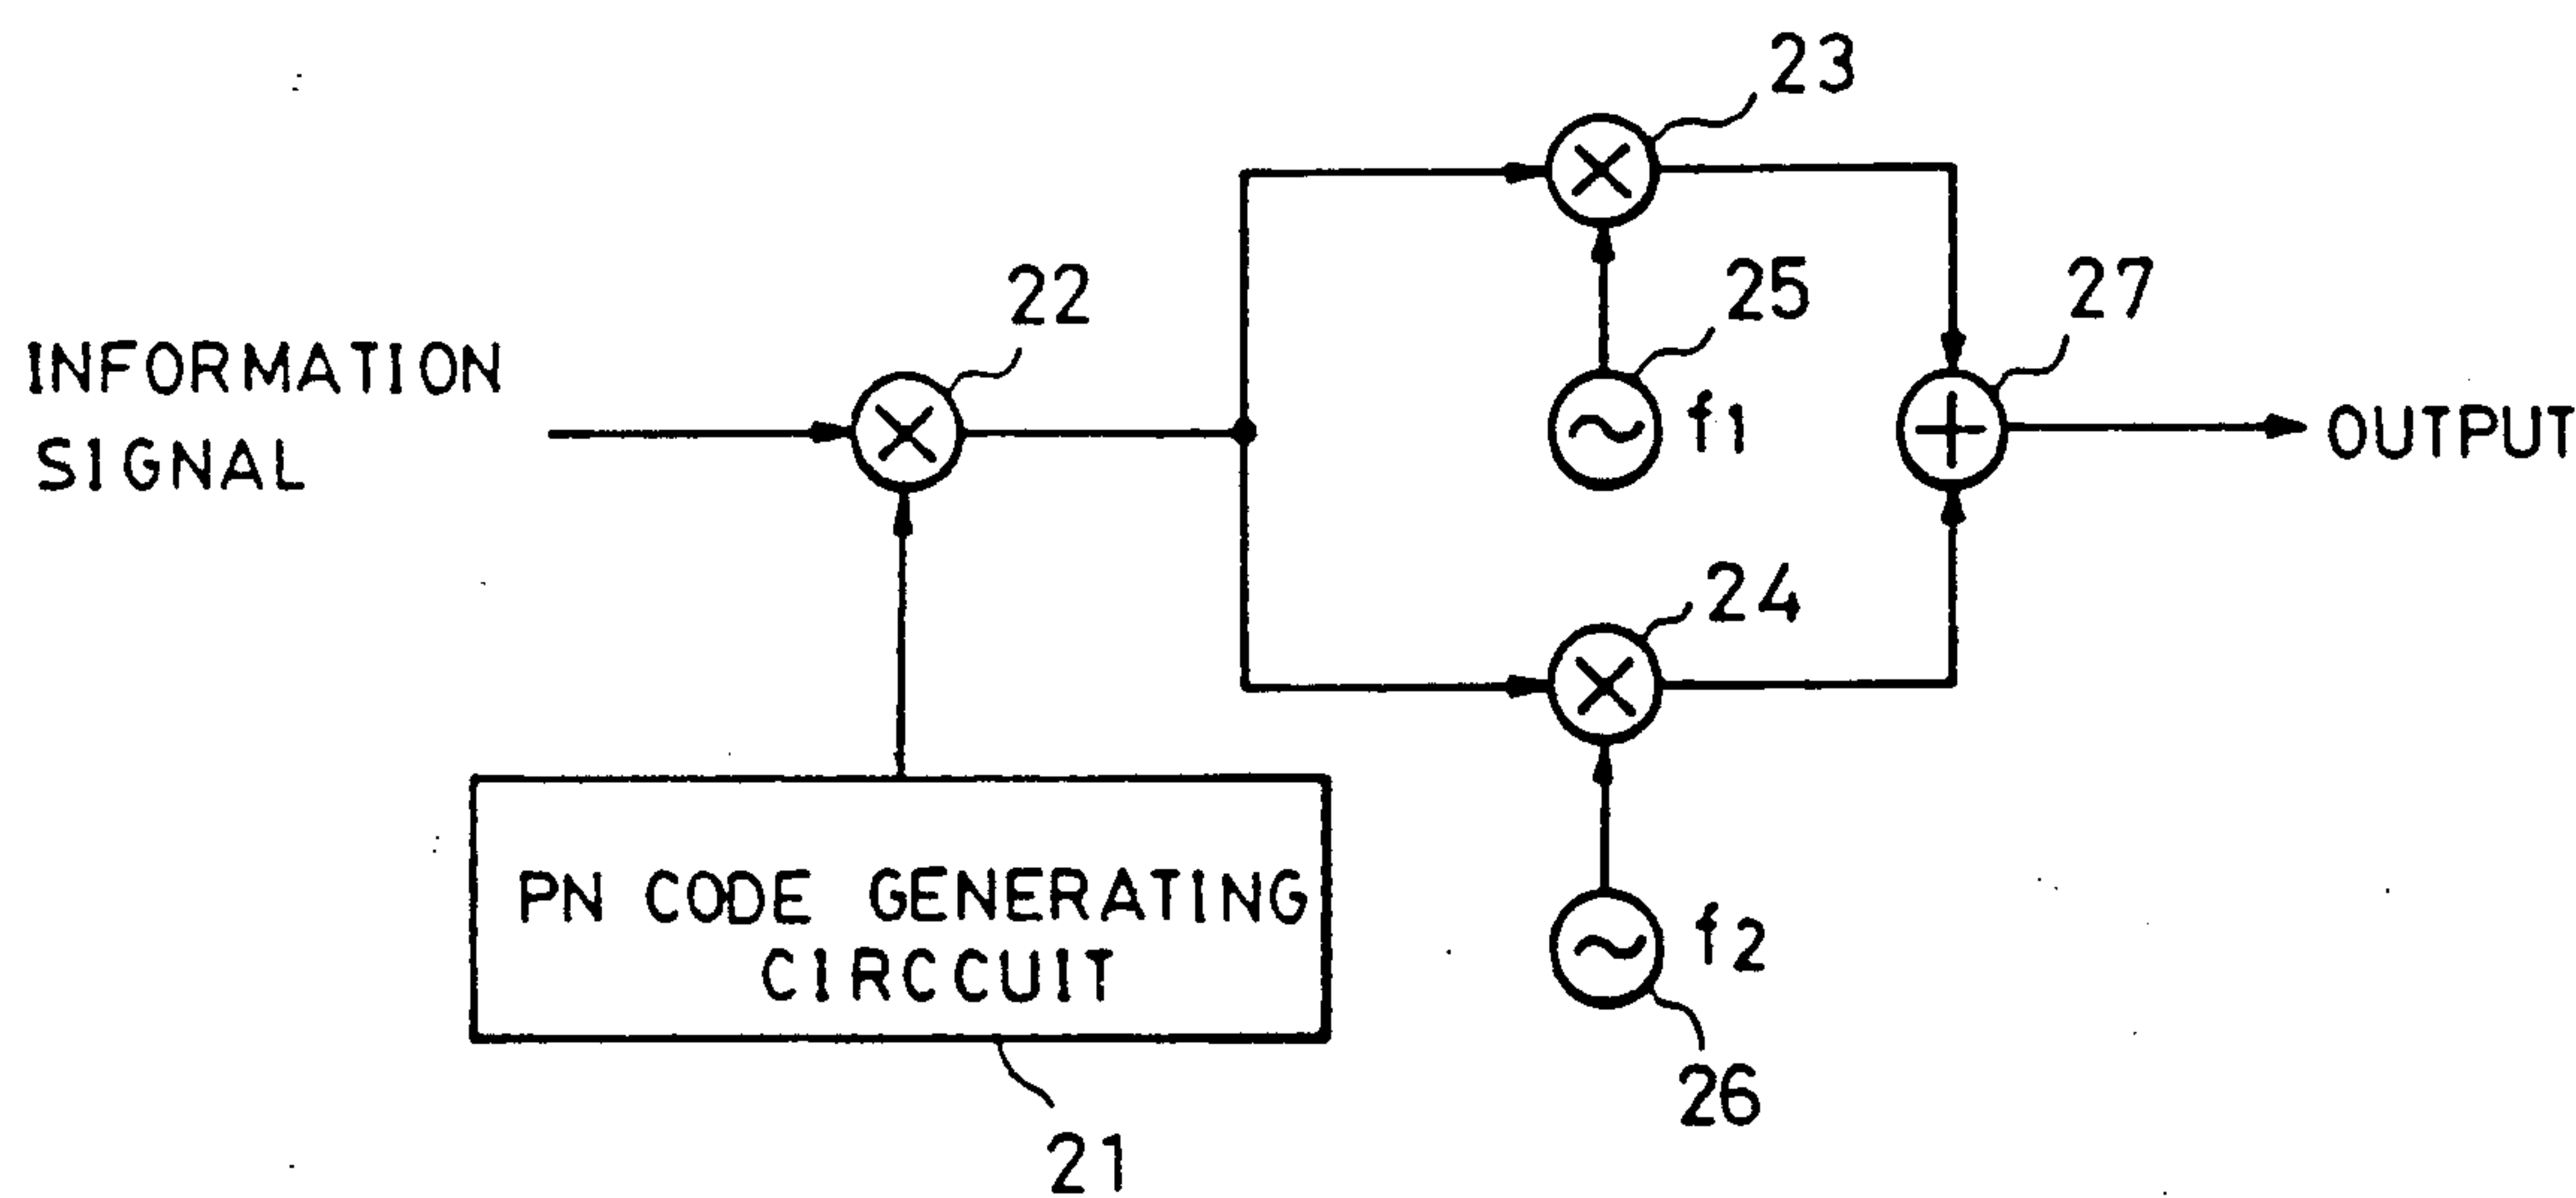 23
22
25
27
INFORMATION
SIGNAL
f1
OUTPUT
24
PN CODE GENERATING
CIRCCUIT
f2
26
21